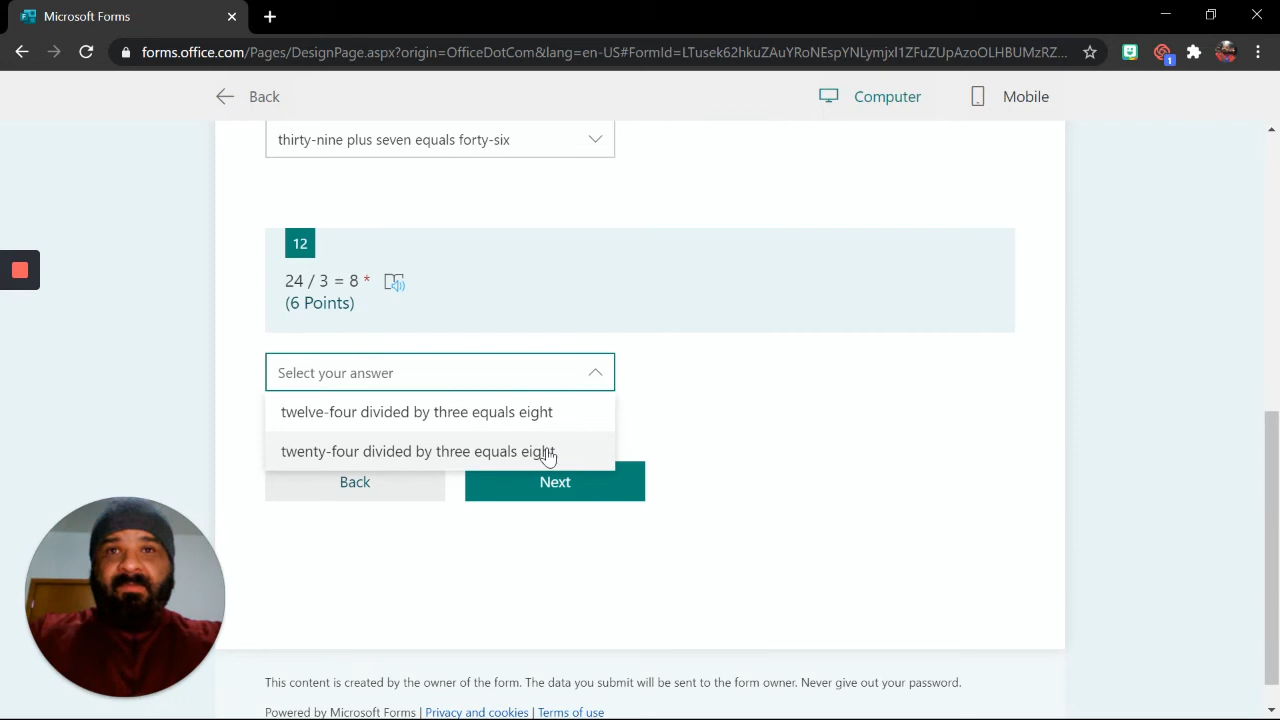 Microsoft Forms
forms.office.com/Pages/DesignPage.aspx?origin=OfficeDotCom&lang=en-US#FormId=LTusek62hkuZAuYRoNEspYNLymjxI1ZFuZUpAzoOLHBUMzRZ...
1
Back
Computer
Mobile
thirty-nine plus seven equals forty-six
12
24 / 3 = 8 *
(6 Points)
Select your answer
twelve-four divided by three equals eight
twenty-four divided by three equals eight
Back
Next
This content is created by the owner of the form. The data you submit will be sent to the form owner. Never give out your password.
Powered by Microsoft Forms | Privacy and cookies | Terms of use